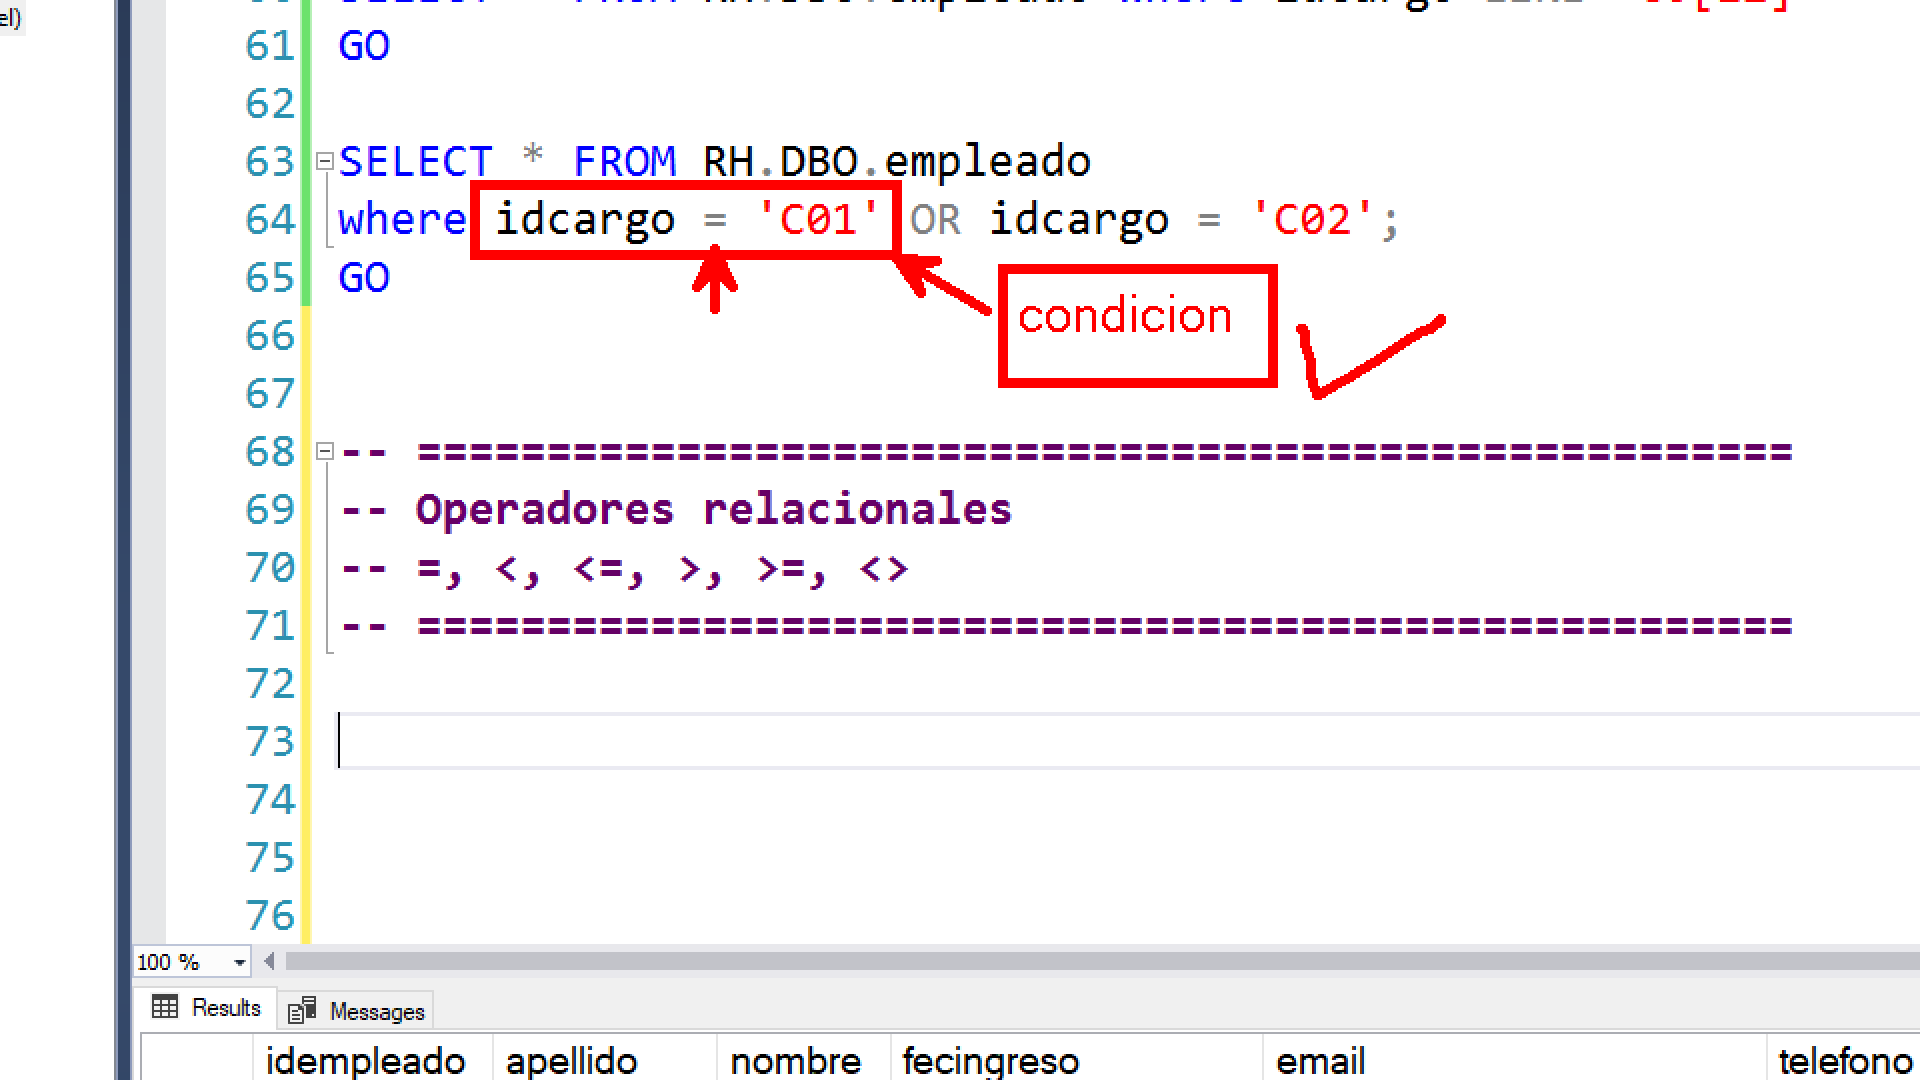 el)
61 GO
62
63 SELECT * FROM RH.DBO.empleado
64 where idcargo = 'C01' OR idcargo = 'C02';
65 GO
condicion
66
67
68 -- =====================================================
69 -- Operadores relacionales
70 -- =, <, <=, >, >=, <>
71 -- =====================================================
72
73
74
75
76
100 %
Results Messages
idempleado apellido nombre fecingreso email telefono